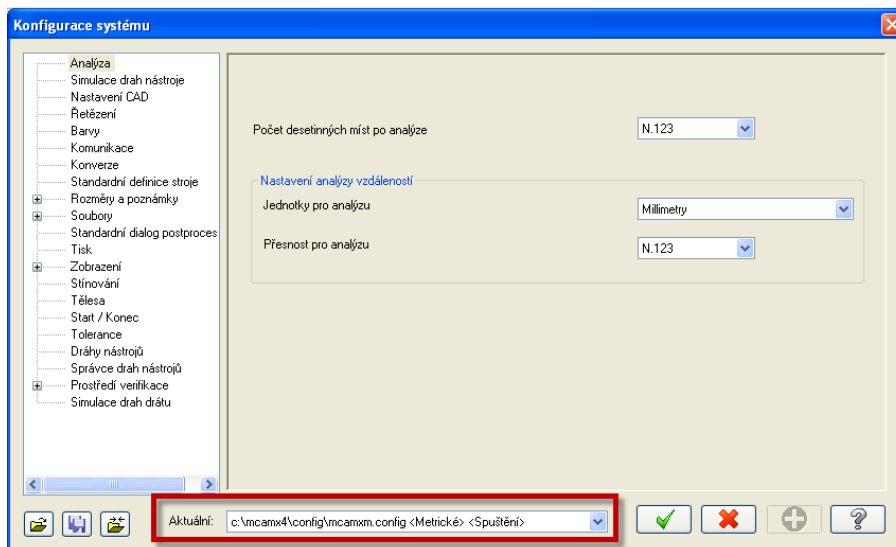 Konfigurace systému
Analýza
Simulace drah nástroje
Nastavení CAD
Řetězení
Barvy
Komunikace
Konverze
Standardní definice stroje
Rozměry a poznámky
Soubory
Standardní dialog postproces
Tisk
Zobrazení
Stínování
Tělesa
Start / Konec
Tolerance
Dráhy nástrojů
Správce drah nástrojů
Prostředí verifikace
Simulace drah drátu
Počet desetinných míst po analýze
N.123
Nastavení analýzy vzdáleností
Jednotky pro analýzu
Millimetry
Přesnost pro analýzu
N.123
Aktuální:
c:\mcamx4\config\mcamxm.config <Metrické> <Spuštění>